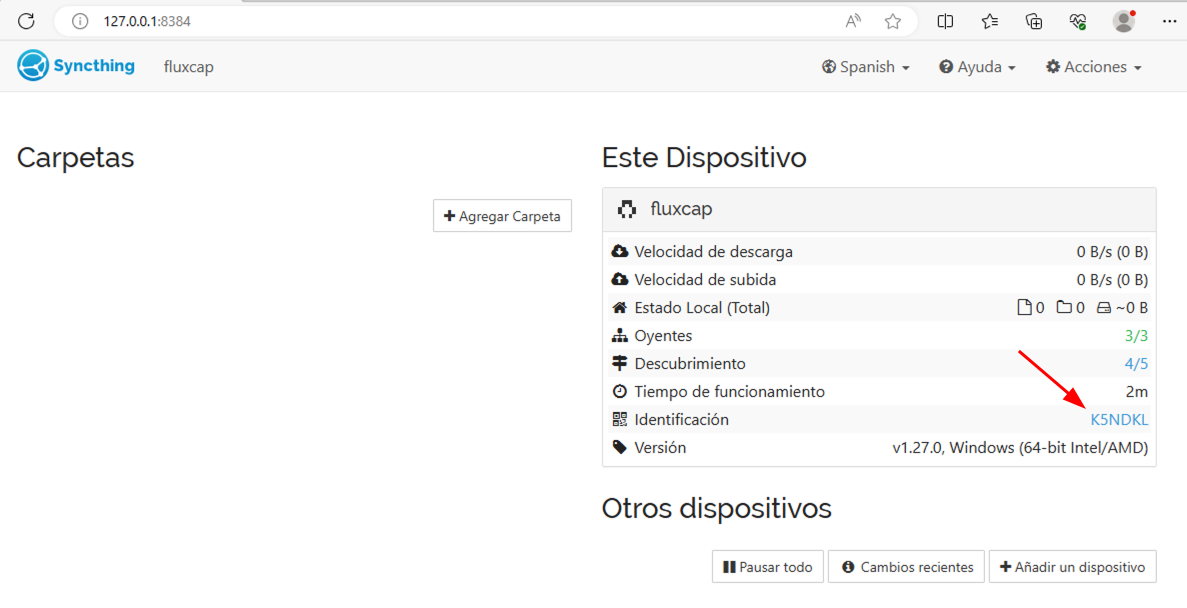 127.0.0.1:8384
Syncthing fluxcap Spanish Ayuda Acciones
Carpetas
Agregar Carpeta
Este Dispositivo
fluxcap
Velocidad de descarga 0 B/s (0 B)
Velocidad de subida 0 B/s (0 B)
Estado Local (Total) 0 0 ~0 B
Oyentes 3/3
Descubrimiento 4/5
Tiempo de funcionamiento 2m
Identificación K5NDKL
Versión v1.27.0, Windows (64-bit Intel/AMD)
Otros dispositivos
Pausar todo Cambios recientes Añadir un dispositivo